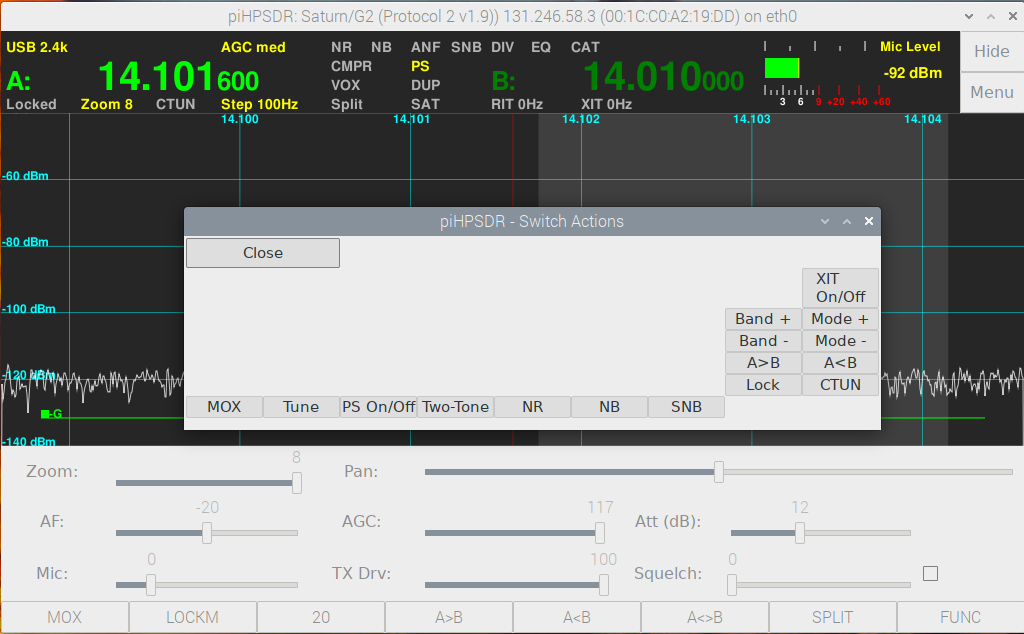 piHPSDR: Saturn/G2 (Protocol 2 v1.9)) 131.246.58.3 (00:1C:C0:A2:19:DD) on eth0
USB 2.4k AGC med NR NB ANF SNB DIV EQ CAT Mic Level Hide
CMPR PS
A: 14.101600 B: 14.010000 -92 dBm
VOX DUP
Locked Zoom 8 CTUN Step 100Hz Split SAT RIT 0Hz XIT 0Hz 3 6 9 +20 +40 +60 Menu
14.100 14.101 14.102 14.103 14.104
-60 dBm
-80 dBm
-100 dBm
-120 dBm
-G
-140 dBm
piHPSDR - Switch Actions
Close
XIT
On/Off
Band + Mode +
Band - Mode -
A>B A<B
Lock CTUN
MOX Tune PS On/Off Two-Tone NR NB SNB
Zoom: 8 Pan:
AF: -20 AGC: 117 Att (dB): 12
Mic: 0 TX Drv: 100 Squelch: 0
MOX LOCKM 20 A>B A<B A<>B SPLIT FUNC